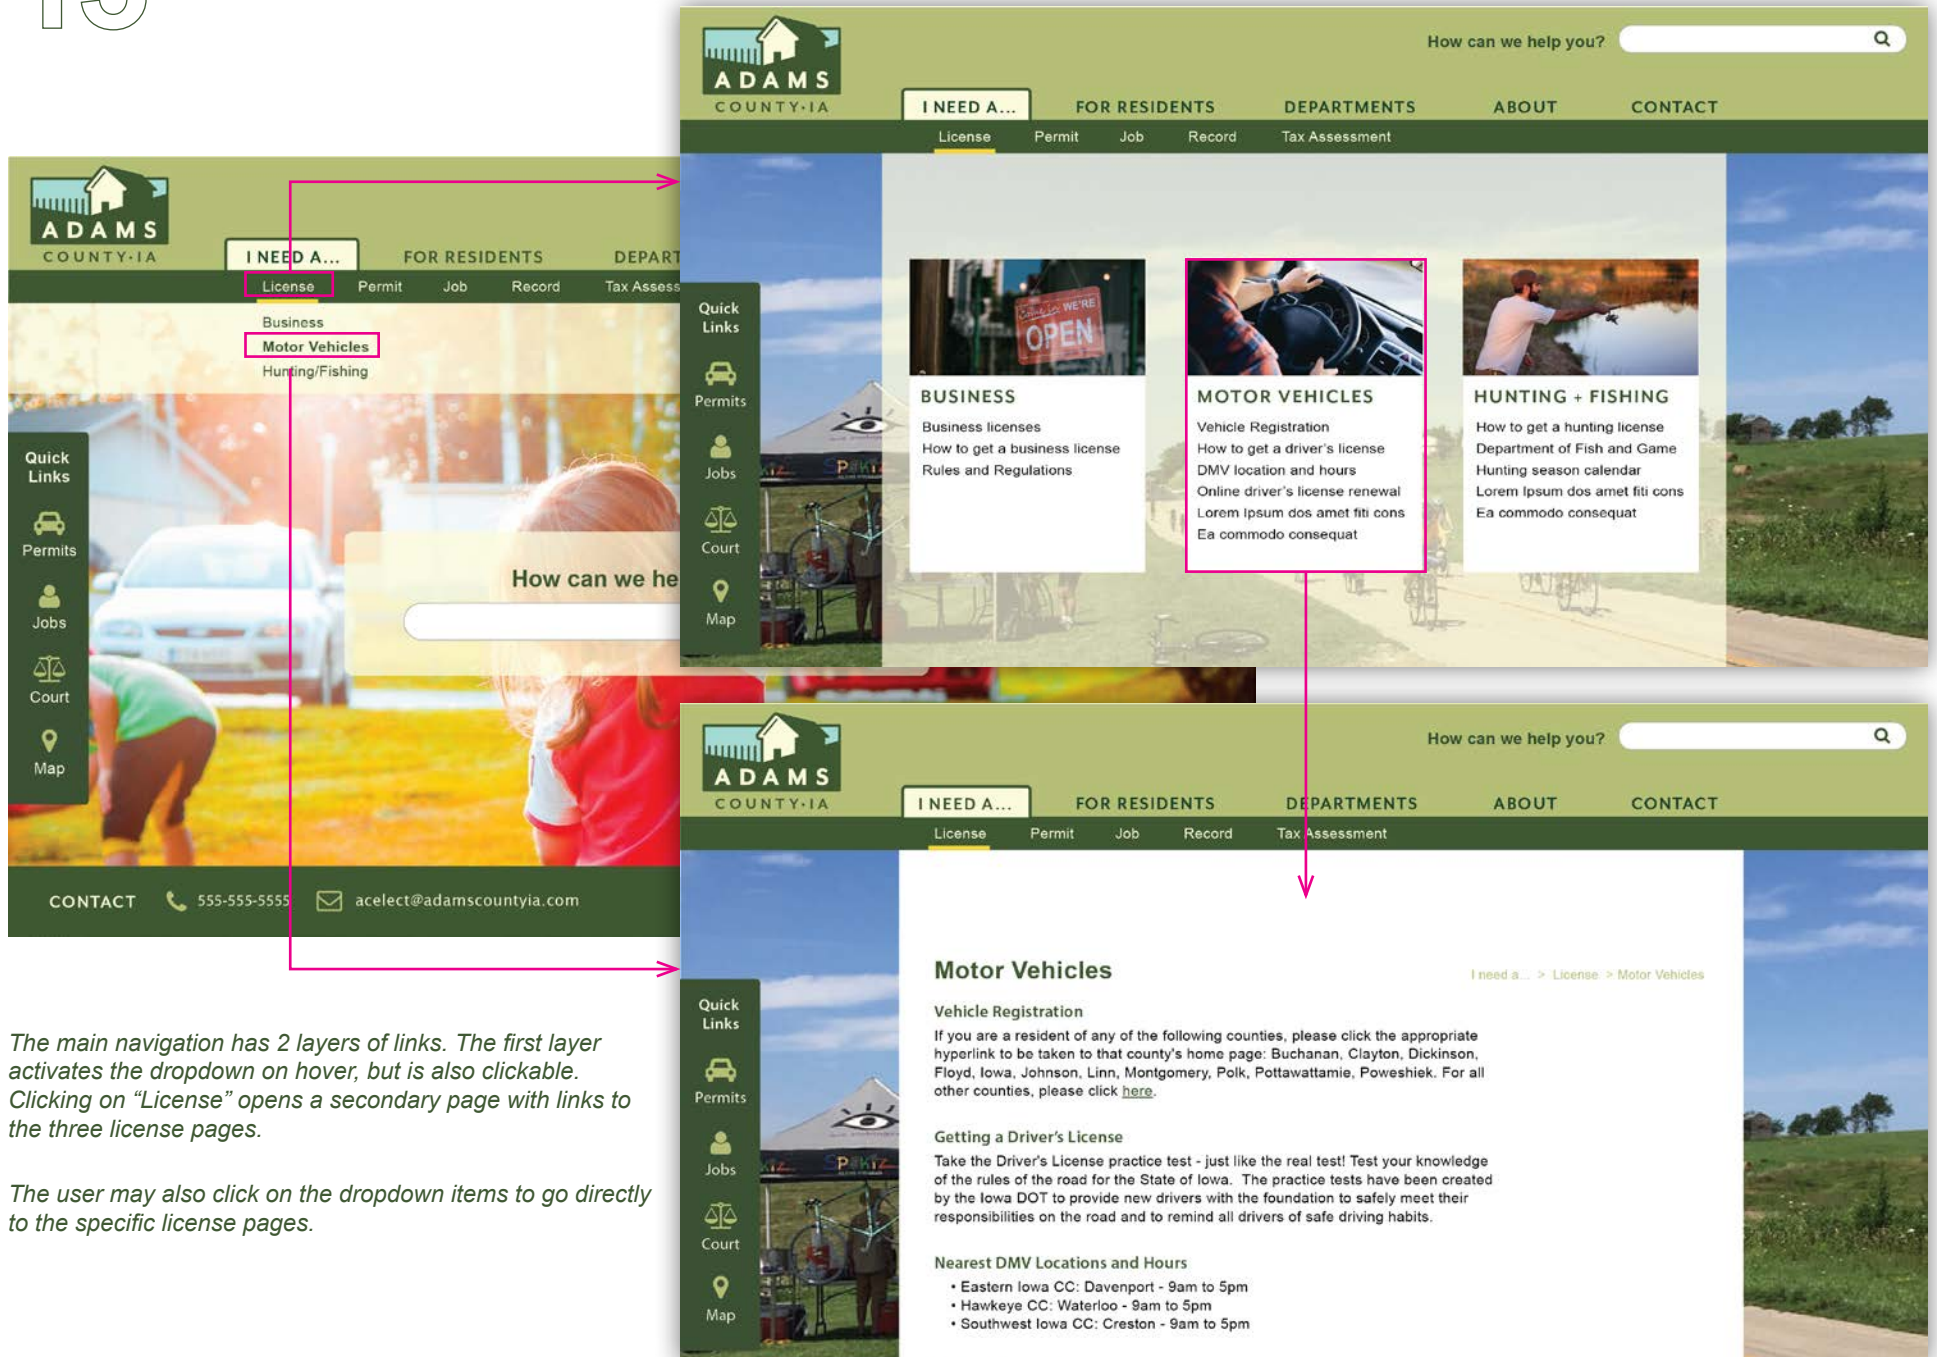 15
ADAMS
COUNTY·IA
I NEED A...
FOR RESIDENTS
License
Permit
Job
Record
Business
Motor Vehicles
Hunting/Fishing
Quick
Links
Permits
Jobs
Court
Map
CONTACT
555-555-5555
acelect@adamscountyia.com
The main navigation has 2 layers of links. The first layer
activates the dropdown on hover, but is also clickable.
Clicking on “License” opens a secondary page with links to
the three license pages.
The user may also click on the dropdown items to go directly
to the specific license pages.
ADAMS
COUNTY·IA
How can we help you?
I NEED A...
FOR RESIDENTS
DEPARTMENTS
ABOUT
CONTACT
License
Permit
Job
Record
Tax Assessment
Quick
Links
Permits
Jobs
Court
Map
WE'RE
OPEN
BUSINESS
Business licenses
How to get a business license
Rules and Regulations
MOTOR VEHICLES
Vehicle Registration
How to get a driver's license
DMV location and hours
Online driver's license renewal
Lorem Ipsum dos amet fiti cons
Ea commodo consequat
HUNTING + FISHING
How to get a hunting license
Department of Fish and Game
Hunting season calendar
Lorem Ipsum dos amet fiti cons
Ea commodo consequat
ADAMS
COUNTY·IA
How can we help you?
I NEED A...
FOR RESIDENTS
DEPARTMENTS
ABOUT
CONTACT
License
Permit
Job
Record
Tax Assessment
Quick
Links
Permits
Jobs
Court
Map
Motor Vehicles
I need a... > License > Motor Vehicles
Vehicle Registration
If you are a resident of any of the following counties, please click the appropriate
hyperlink to be taken to that county's home page: Buchanan, Clayton, Dickinson,
Floyd, Iowa, Johnson, Linn, Montgomery, Polk, Pottawattamie, Poweshiek. For all
other counties, please click here.
Getting a Driver's License
Take the Driver's License practice test - just like the real test! Test your knowledge
of the rules of the road for the State of Iowa. The practice tests have been created
by the Iowa DOT to provide new drivers with the foundation to safely meet their
responsibilities on the road and to remind all drivers of safe driving habits.
Nearest DMV Locations and Hours
• Eastern Iowa CC: Davenport - 9am to 5pm
• Hawkeye CC: Waterloo - 9am to 5pm
• Southwest Iowa CC: Creston - 9am to 5pm